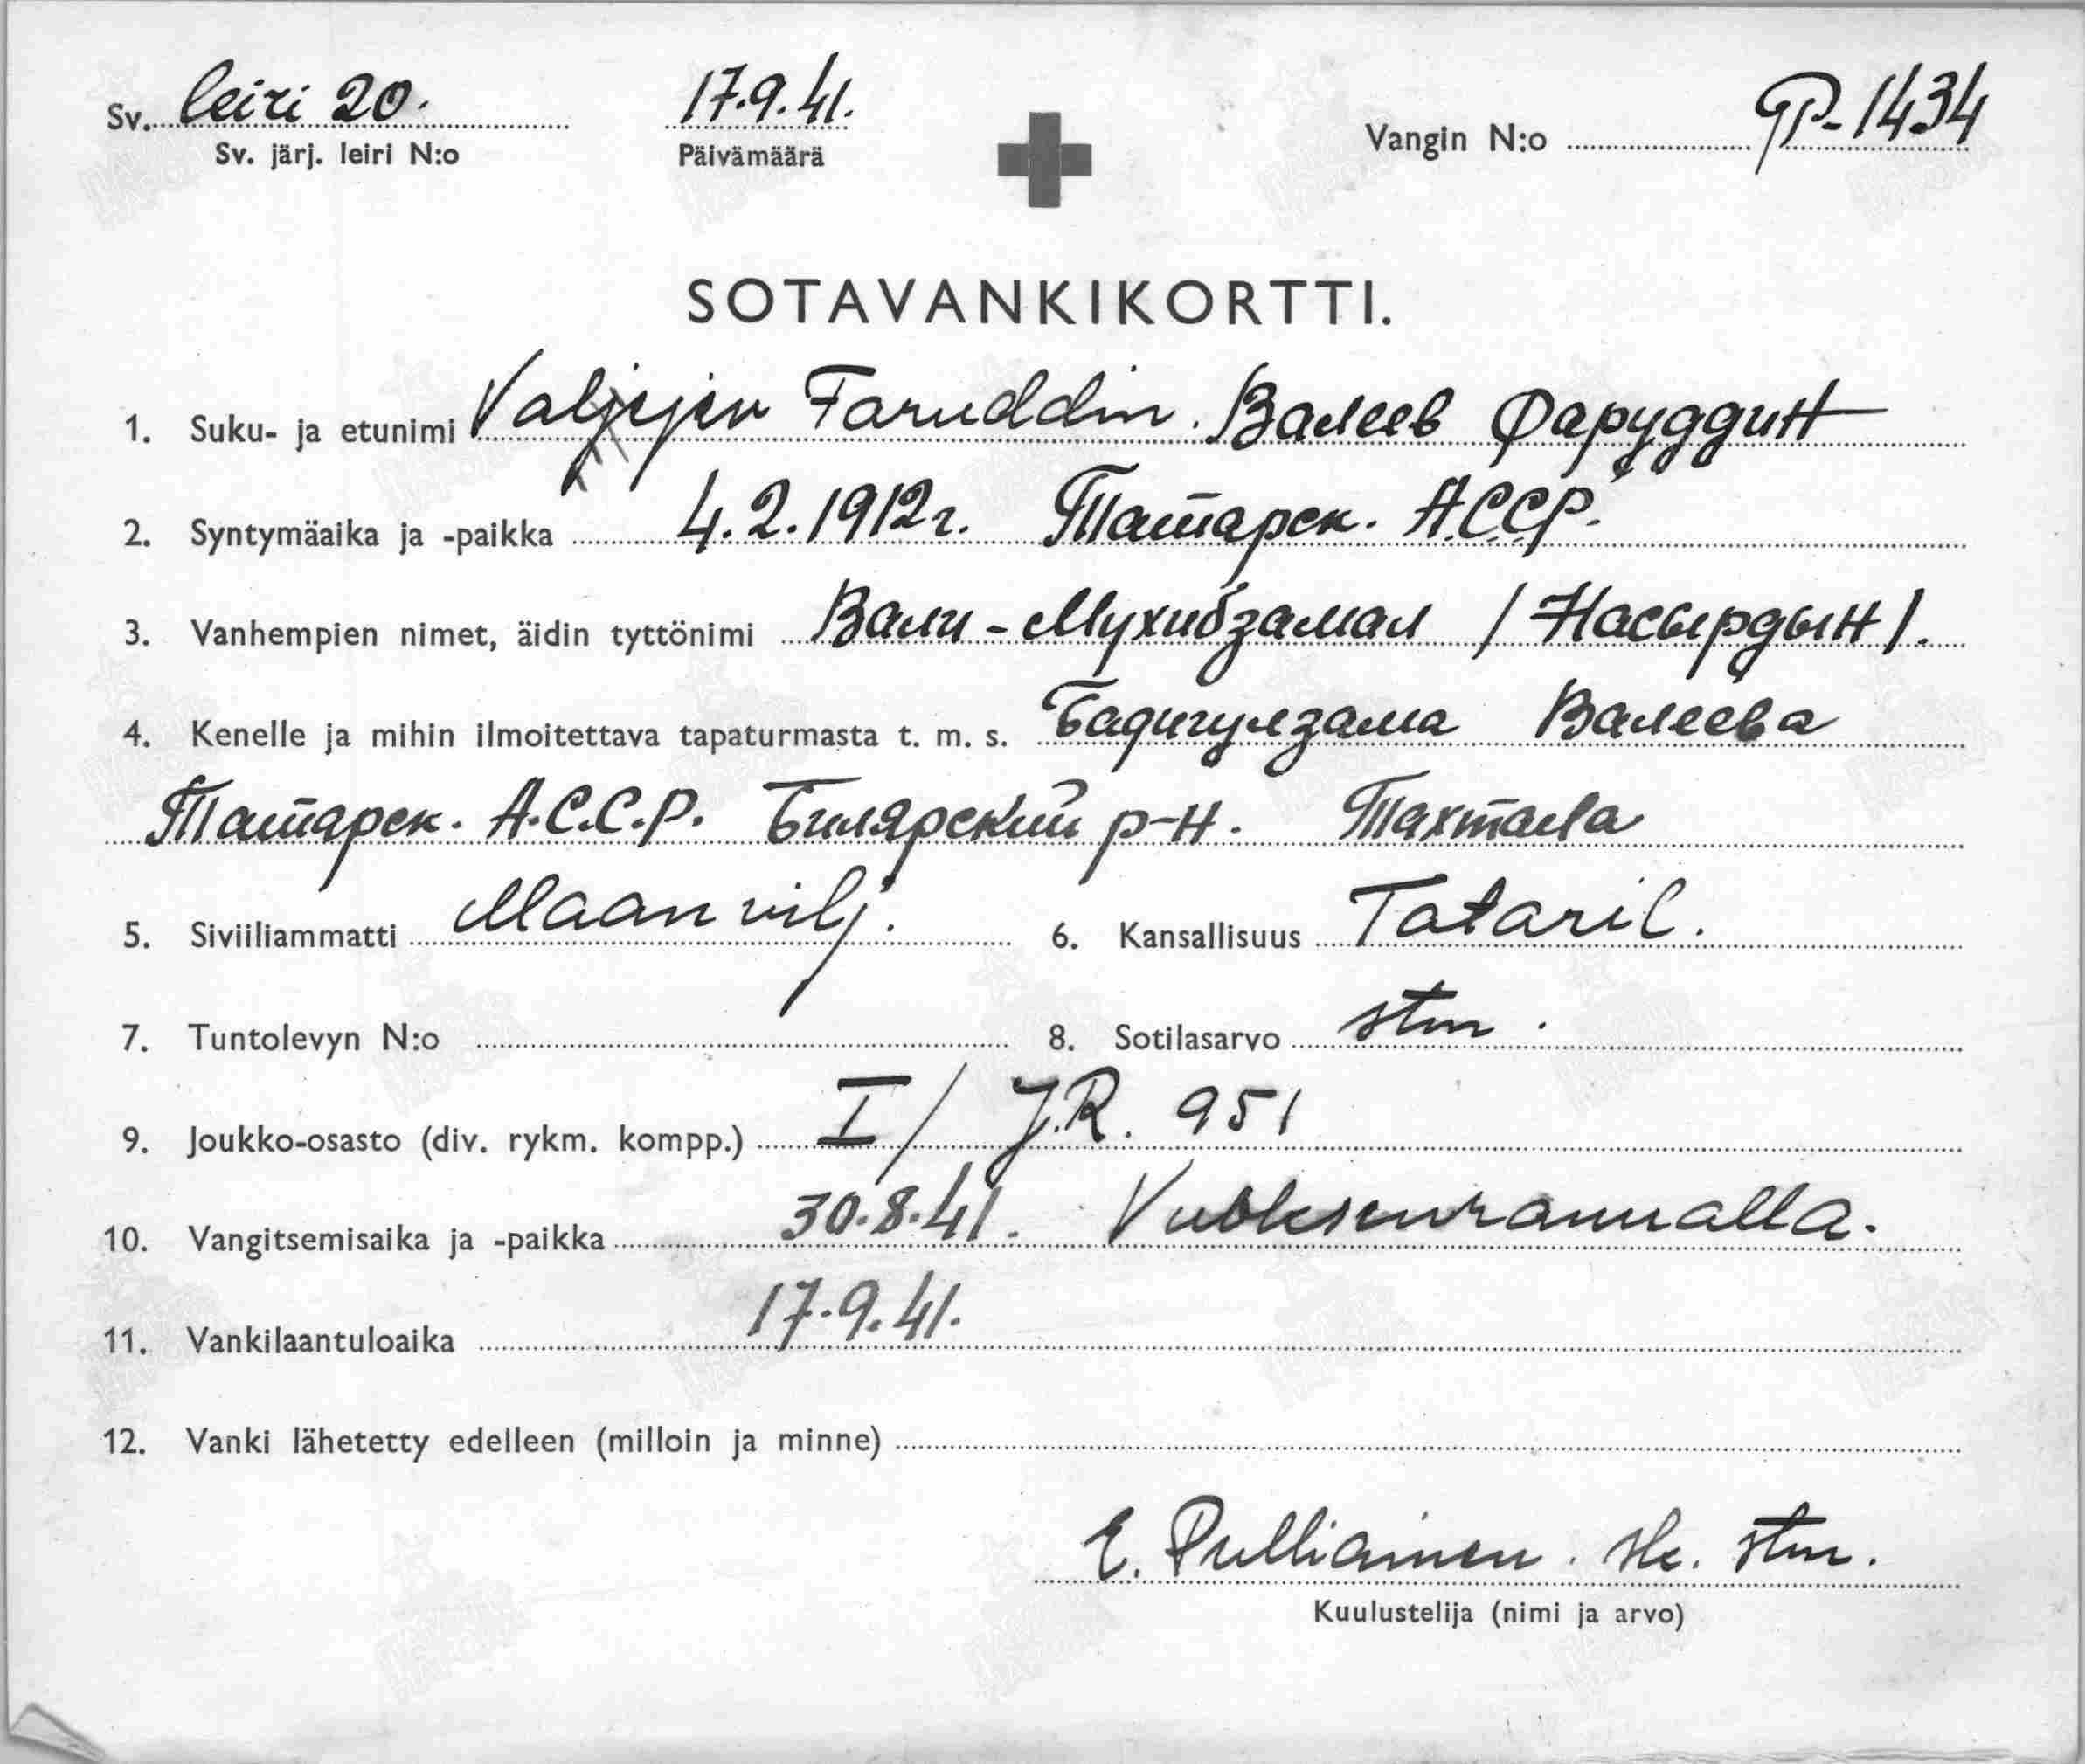 Sv. leiri 20. 17.9.41. Vangin N:o GP-1434
Sv. järj. leiri N:o Päivämäärä
SOTAVANKIKORTTI.
1. Suku- ja etunimi Valjejev Faruddin. Валеев Фаруддин
2. Syntymäaika ja -paikka 4.2.1912г. Татарск. АССР.
3. Vanhempien nimet, äidin tyttönimi Вали - Мухибзамал / Насырдын /.
4. Kenelle ja mihin ilmoitettava tapaturmasta t. m. s. Бадигулзама Валеева
Татарск. А.С.С.Р. Билярский р-н.
5. Siviiliammatti Maanvilj. 6. Kansallisuus Tataril.
7. Tuntolevyn N:o 8. Sotilasarvo stm.
9. Joukko-osasto (div. rykm. kompp.) I/ J.R. 951
10. Vangitsemisaika ja -paikka 30.8.41. Vuoksenrannalla.
11. Vankilaantuloaika 17.9.41.
12. Vanki lähetetty edelleen (milloin ja minne)
E. Pulliainen. stm.
Kuulustelija (nimi ja arvo)